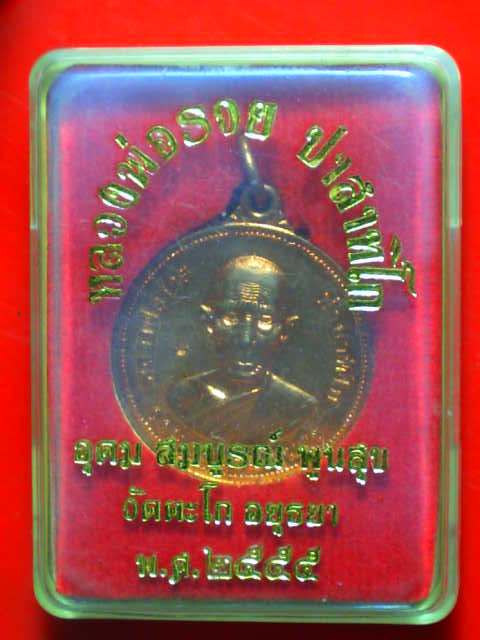 หลวงพ่อรวย ปาสาทิโก
อุดม สมบูรณ์ พูนสุข
วัดตะโก อยุธยา
พ.ศ.๒๕๕๕